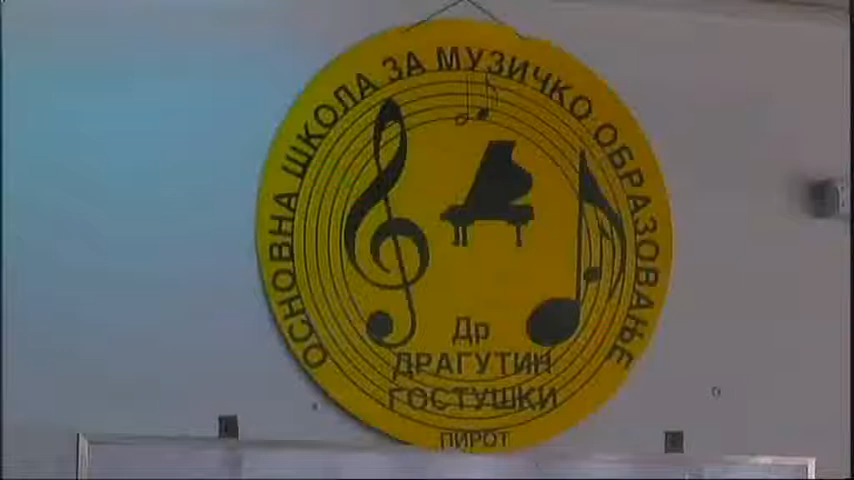 ОСНОВНА ШКОЛА ЗА МУЗИЧКО ОБРАЗОВАЊЕ
Др
ДРАГУТИН
ГОСТУШКИ
ПИРОТ